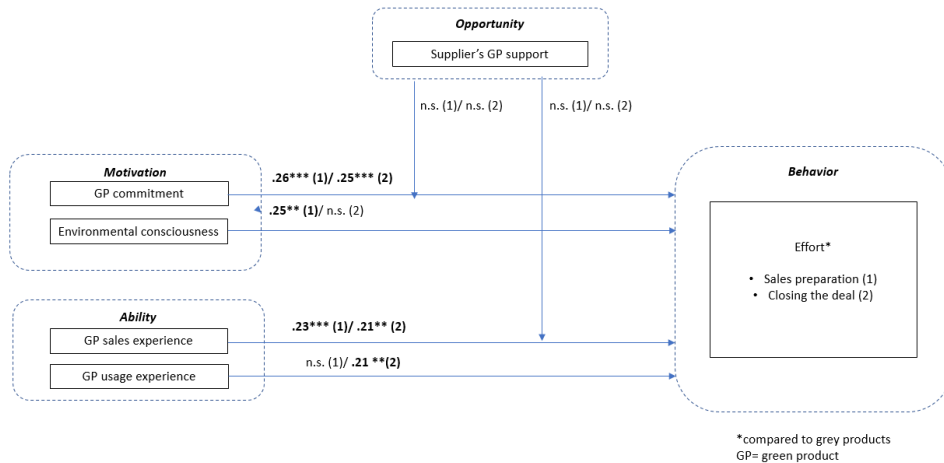 Opportunity
Supplier's GP support
n.s. (1)/ n.s. (2)
n.s. (1)/ n.s. (2)
Motivation
GP commitment
Environmental consciousness
.26*** (1)/ .25*** (2)
.25** (1)/ n.s. (2)
Ability
GP sales experience
GP usage experience
.23*** (1)/ .21** (2)
n.s. (1)/ .21 **(2)
Behavior
Effort*
• Sales preparation (1)
• Closing the deal (2)
*compared to grey products
GP= green product